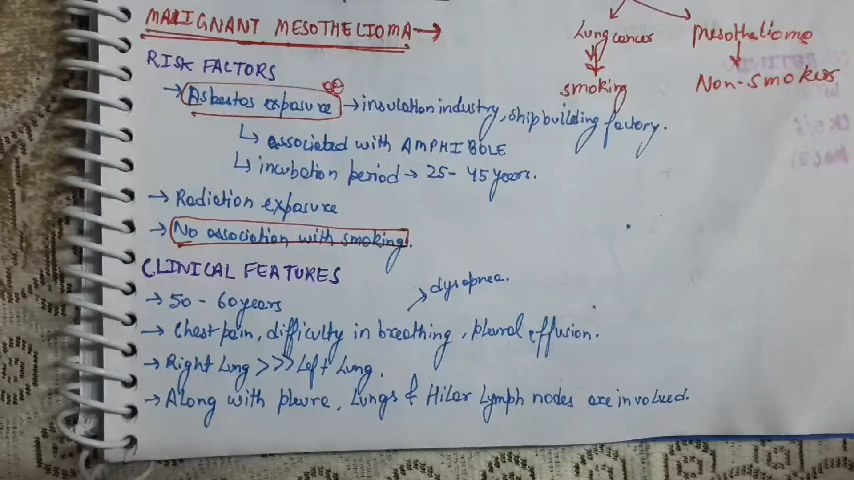 MALIGNANT MESOTHELIOMA →
Lung cancer
smoking
Mesothelioma
Non-smokers
RISK FACTORS
→ Asbestos exposure → insulation industry, shipbuilding factory.
↳ associated with AMPHIBOLE
↳ incubation period → 25 - 45 years.
→ Radiation exposure
→ No association with smoking.
CLINICAL FEATURES
→ 50 - 60 years
→ dyspnea.
→ Chest pain, difficulty in breathing, pleural effusion.
→ Right Lung >>> Left Lung.
→ Along with pleura, Lungs & Hilar Lymph nodes are involved.